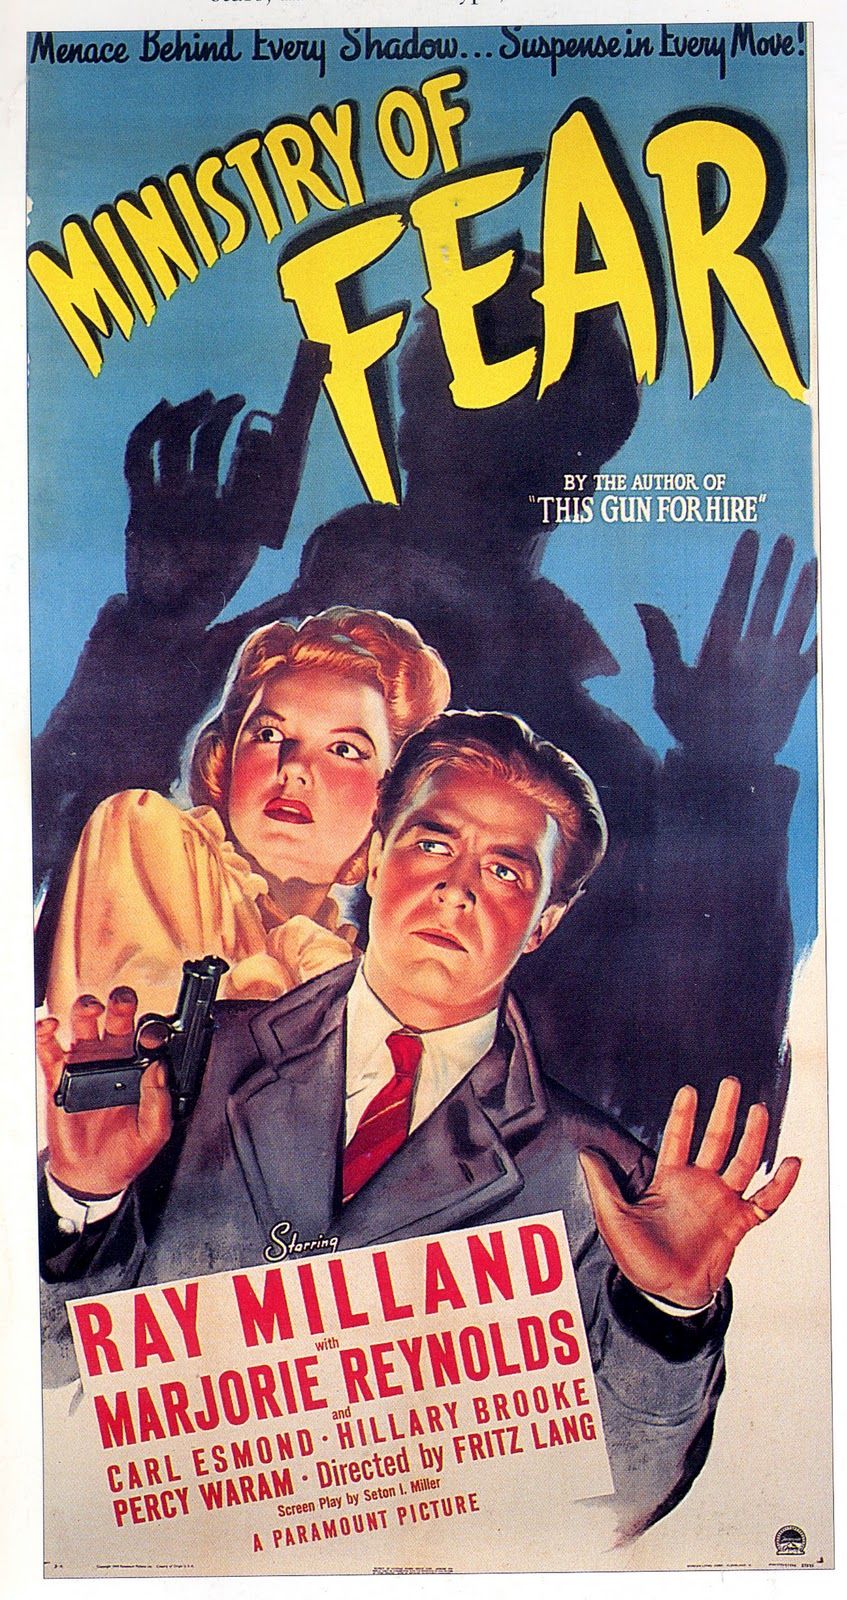 Menace Behind Every Shadow... Suspense in Every Move!
MINISTRY OF
FEAR
BY THE AUTHOR OF
"THIS GUN FOR HIRE"
Starring
RAY MILLAND
with
MARJORIE REYNOLDS
and
CARL ESMOND · HILLARY BROOKE
PERCY WARAM · Directed by FRITZ LANG
Screen Play by Seton I. Miller
A PARAMOUNT PICTURE